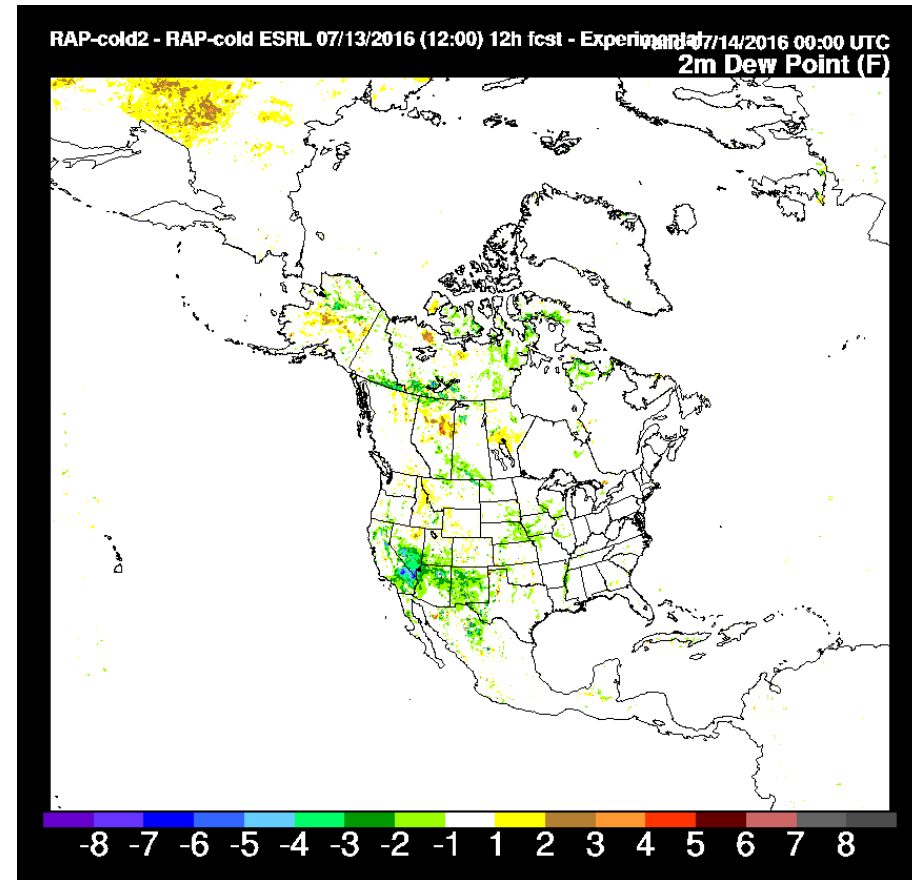 RAP-cold2 - RAP-cold ESRL 07/13/2016 (12:00) 12h fcst - Experimental
Valid 07/14/2016 00:00 UTC
2m Dew Point (F)
-8 -7 -6 -5 -4 -3 -2 -1 1 2 3 4 5 6 7 8